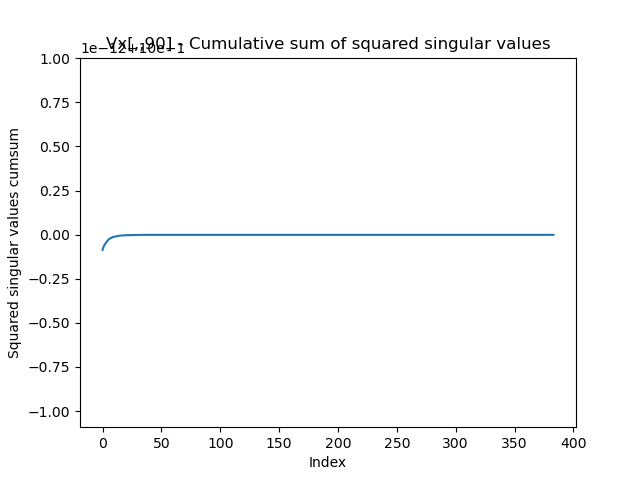 Vx[, 90] - Cumulative sum of squared singular values
1e−12+10e−1
1.00
0.75
0.50
0.25
0.00
−0.25
−0.50
−0.75
−1.00
Squared singular values cumsum
0 50 100 150 200 250 300 350 400
Index